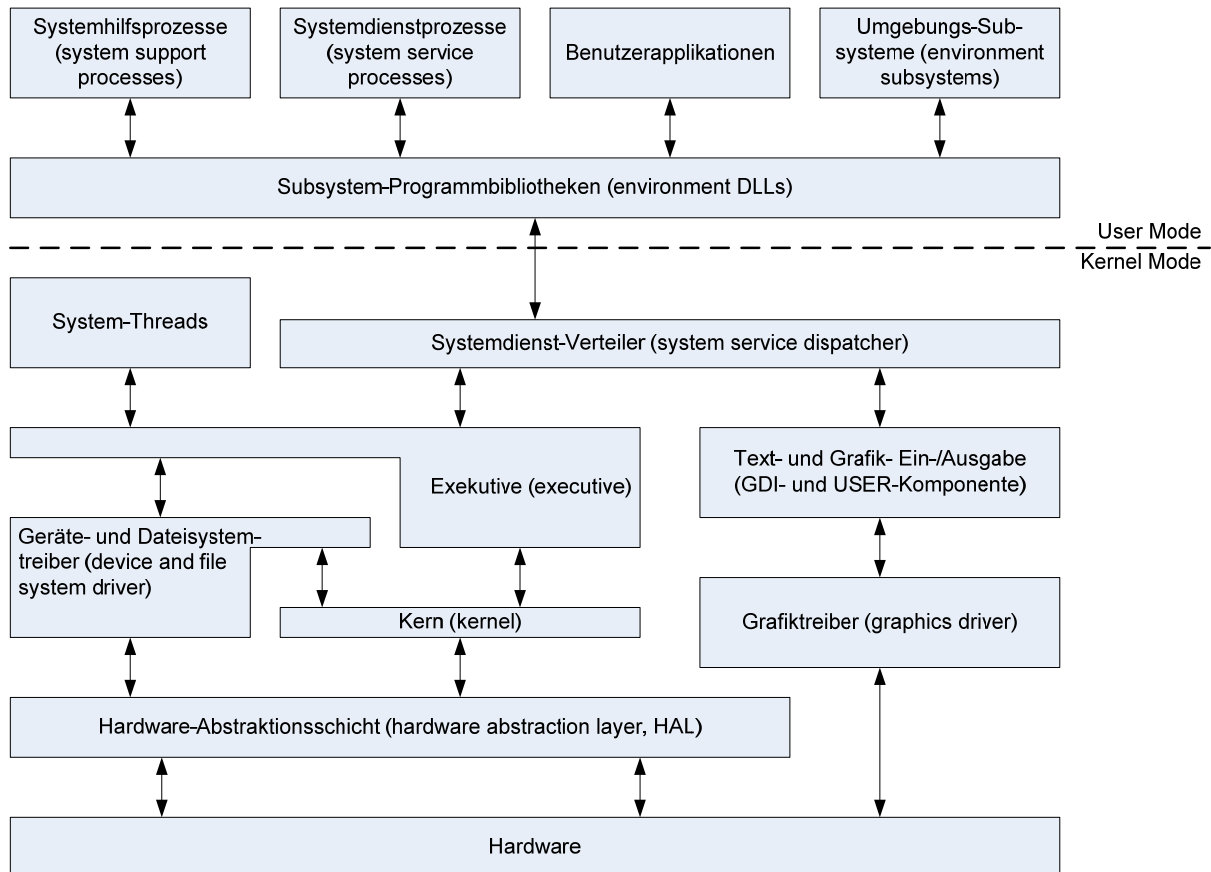 Systemhilfsprozesse
(system support
processes)
Systemdienstprozesse
(system service
processes)
Benutzerapplikationen
Umgebungs-Sub-
systeme (environment
subsystems)
Subsystem-Programmbibliotheken (environment DLLs)
User Mode
Kernel Mode
System-Threads
Systemdienst-Verteiler (system service dispatcher)
Exekutive (executive)
Text- und Grafik- Ein-/Ausgabe
(GDI- und USER-Komponente)
Geräte- und Dateisystem-
treiber (device and file
system driver)
Kern (kernel)
Grafiktreiber (graphics driver)
Hardware-Abstraktionsschicht (hardware abstraction layer, HAL)
Hardware